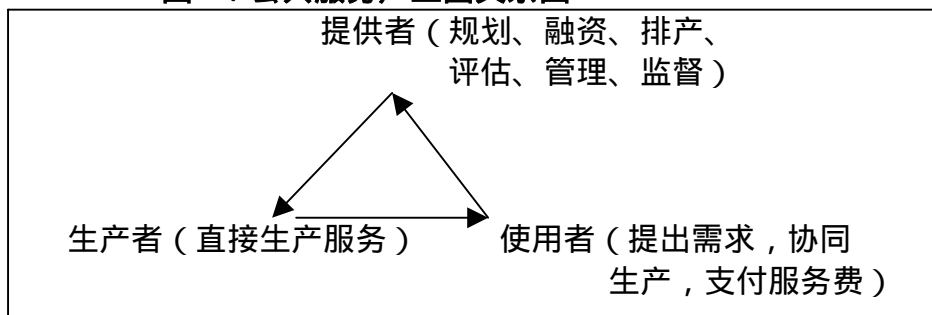 提供者（规划、融资、排产、
评估、管理、监督）
生产者（直接生产服务）
使用者（提出需求，协同
生产，支付服务费）